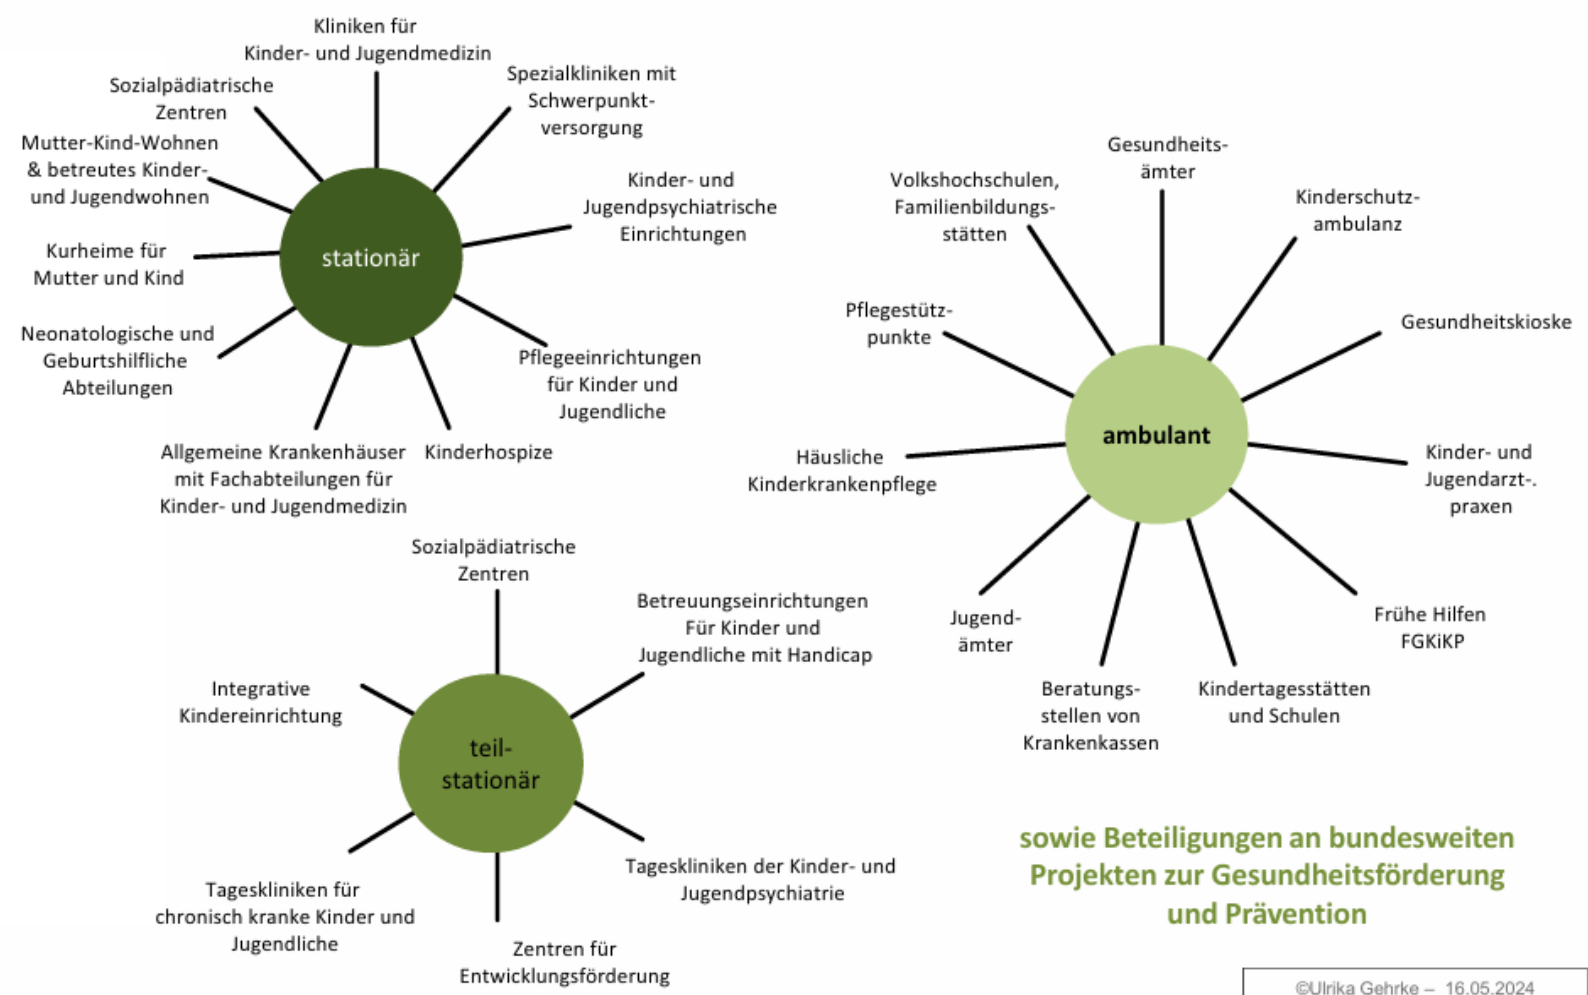 Kliniken für
Kinder- und Jugendmedizin
Spezialkliniken mit
Schwerpunkt-
versorgung
Kinder- und
Jugendpsychiatrische
Einrichtungen
Pflegeeinrichtungen
für Kinder und
Jugendliche
Kinderhospize
Allgemeine Krankenhäuser
mit Fachabteilungen für
Kinder- und Jugendmedizin
Neonatologische und
Geburtshilfliche
Abteilungen
Kurheime für
Mutter und Kind
Mutter-Kind-Wohnen
& betreutes Kinder-
und Jugendwohnen
Sozialpädiatrische
Zentren
stationär
Sozialpädiatrische
Zentren
Betreuungseinrichtungen
Für Kinder und
Jugendliche mit Handicap
Tageskliniken der Kinder- und
Jugendpsychiatrie
Zentren für
Entwicklungsförderung
Tageskliniken für
chronisch kranke Kinder und
Jugendliche
Integrative
Kindereinrichtung
teil-
stationär
Gesundheits-
ämter
Kinderschutz-
ambulanz
Gesundheitskioske
Kinder- und
Jugendarzt-.
praxen
Frühe Hilfen
FGKiKP
Kindertagesstätten
und Schulen
Beratungs-
stellen von
Krankenkassen
Jugend-
ämter
Häusliche
Kinderkrankenpflege
Pflegestütz-
punkte
Volkshochschulen,
Familienbildungs-
stätten
ambulant
sowie Beteiligungen an bundesweiten
Projekten zur Gesundheitsförderung
und Prävention
©Ulrika Gehrke – 16.05.2024